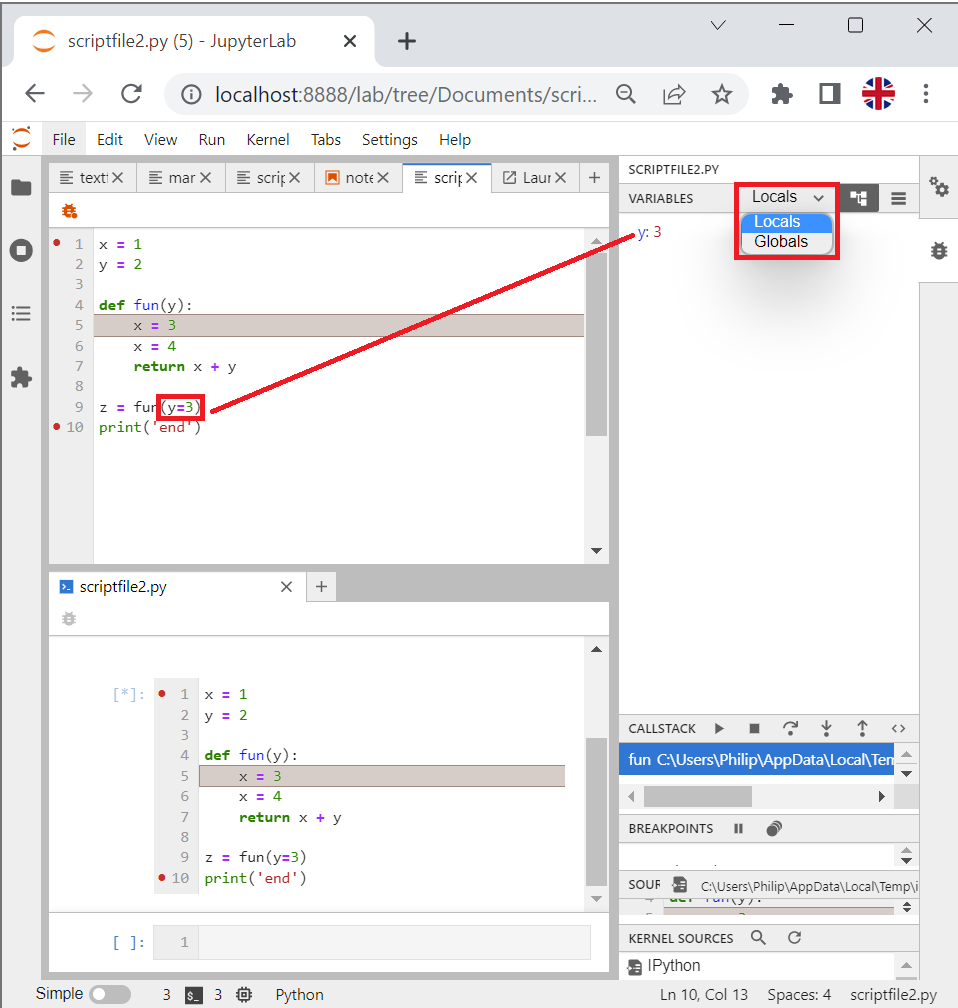 scriptfile2.py (5) - JupyterLab
localhost:8888/lab/tree/Documents/scri...
File Edit View Run Kernel Tabs Settings Help
textf mar scrip note scrip Laun
1 x = 1
2 y = 2
3
4 def fun(y):
5 x = 3
6 x = 4
7 return x + y
8
9 z = fun(y=3)
10 print('end')
SCRIPTFILE2.PY
VARIABLES Locals
Locals
Globals
y: 3
scriptfile2.py
[*]: 1 x = 1
2 y = 2
3
4 def fun(y):
5 x = 3
6 x = 4
7 return x + y
8
9 z = fun(y=3)
10 print('end')
[ ]: 1
CALLSTACK
fun C:\Users\Philip\AppData\Local\Tem
BREAKPOINTS
SOUR C:\Users\Philip\AppData\Local\Temp\i
def fun(y):
KERNEL SOURCES
IPython
Simple 3 3 Python Ln 10, Col 13 Spaces: 4 scriptfile2.py